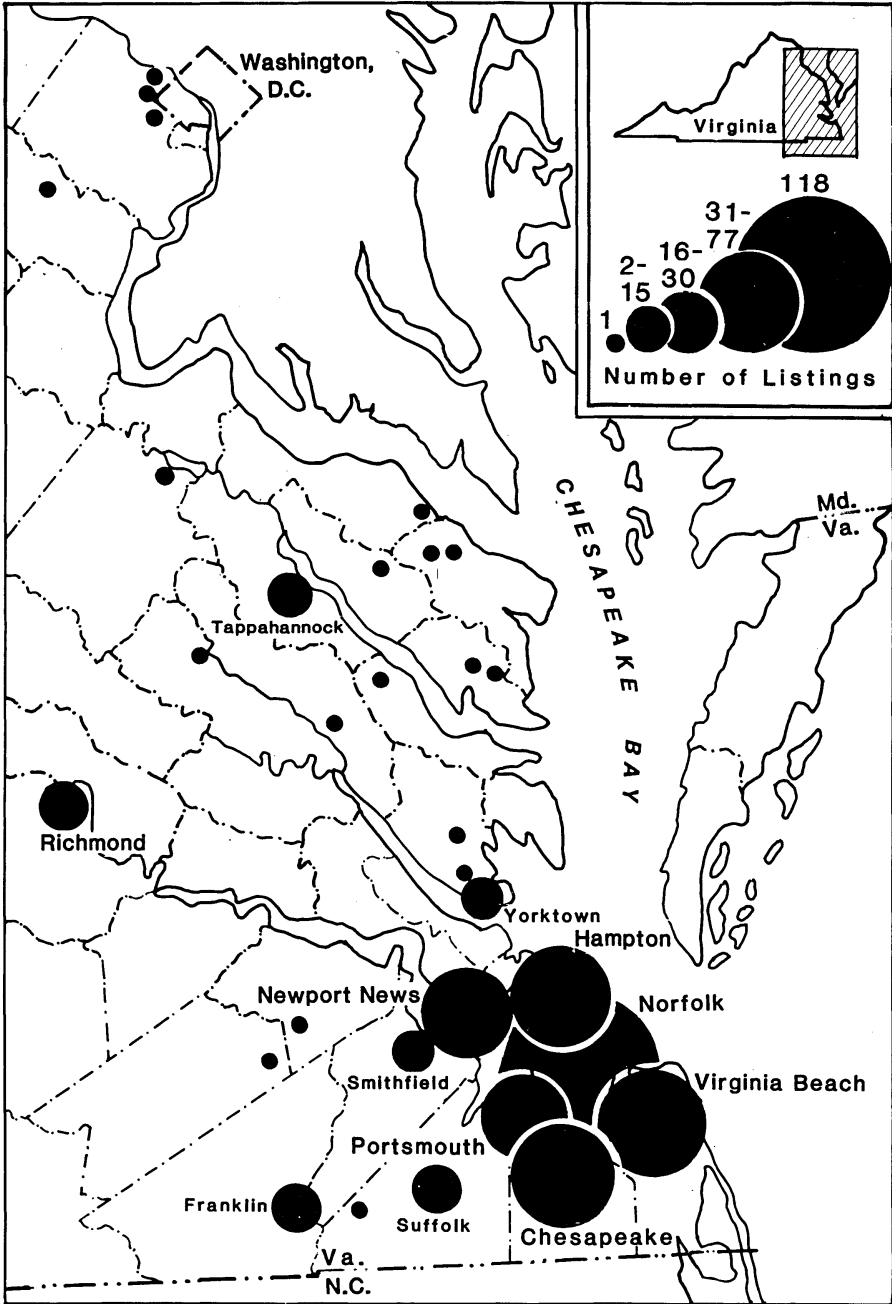 Washington,
D.C.
Virginia
118
31-
77
16-
30
2-
15
1
Number of Listings
Md.
Va.
CHESAPEAKE BAY
Tappahannock
Richmond
Yorktown
Hampton
Newport News
Norfolk
Smithfield
Virginia Beach
Portsmouth
Franklin
Suffolk
Chesapeake
Va.
N.C.